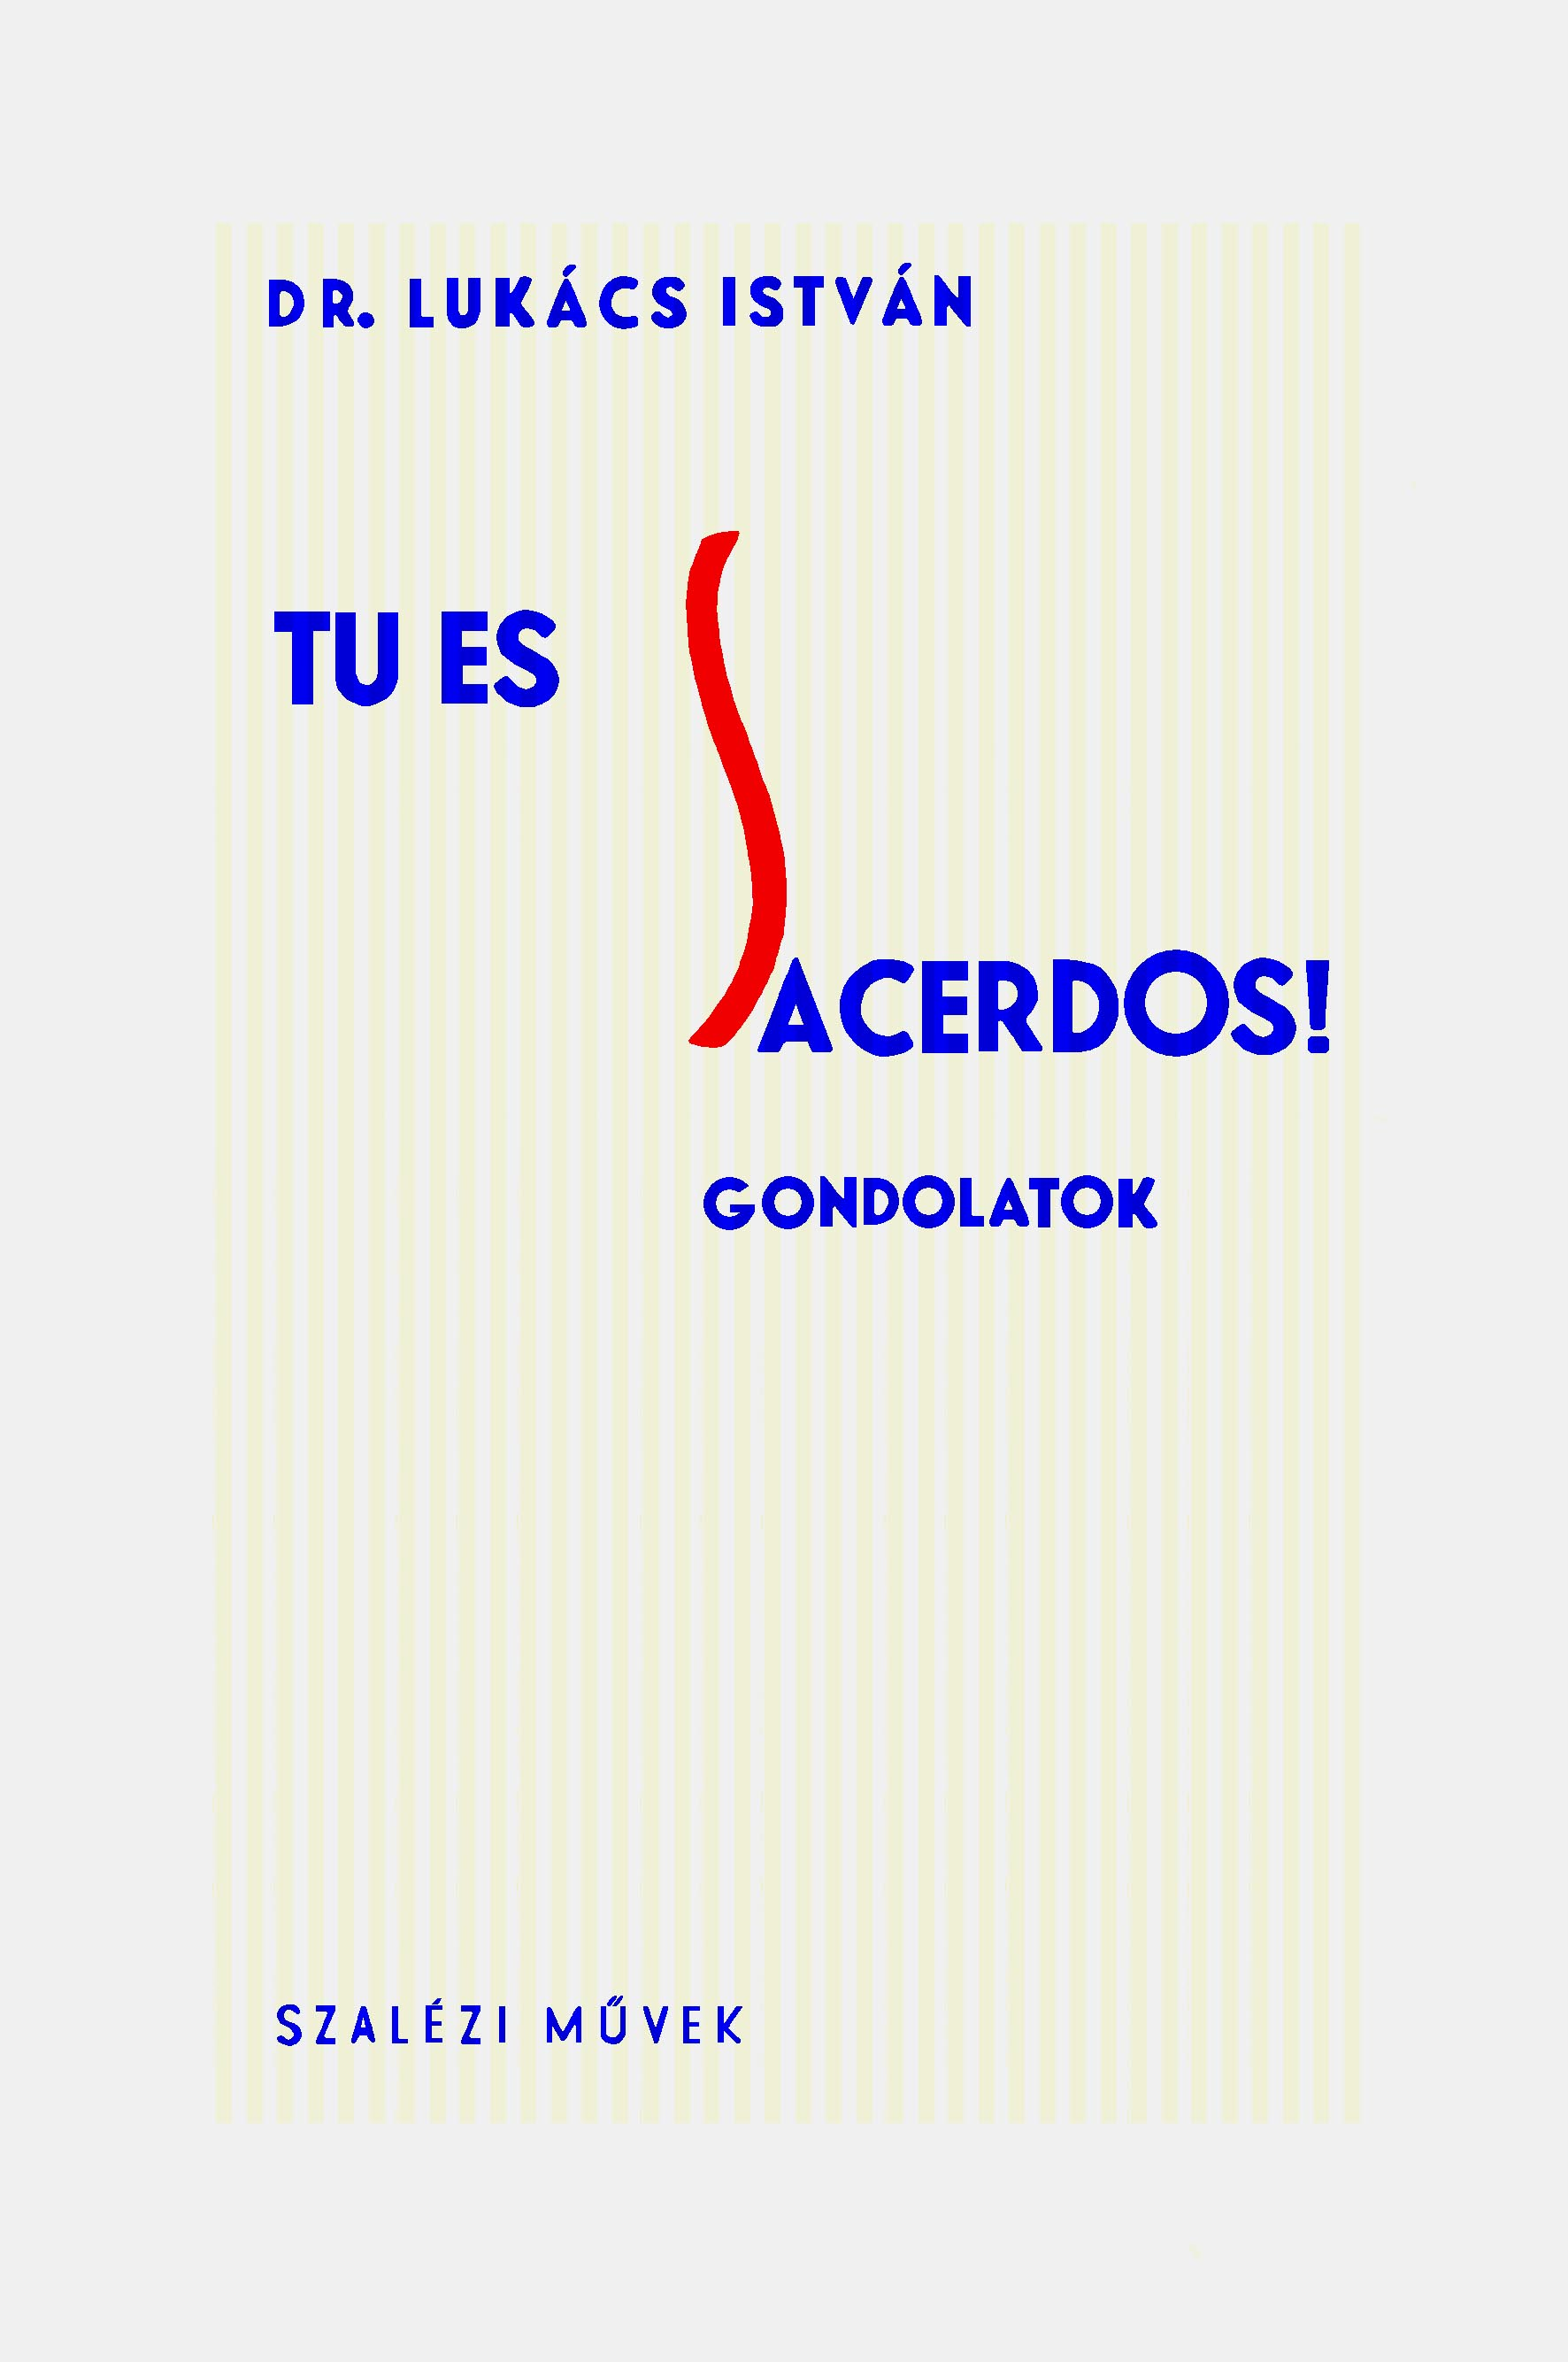 DR. LUKÁCS ISTVÁN
TU ES
SACERDOS!
GONDOLATOK
SZALÉZI MŰVEK